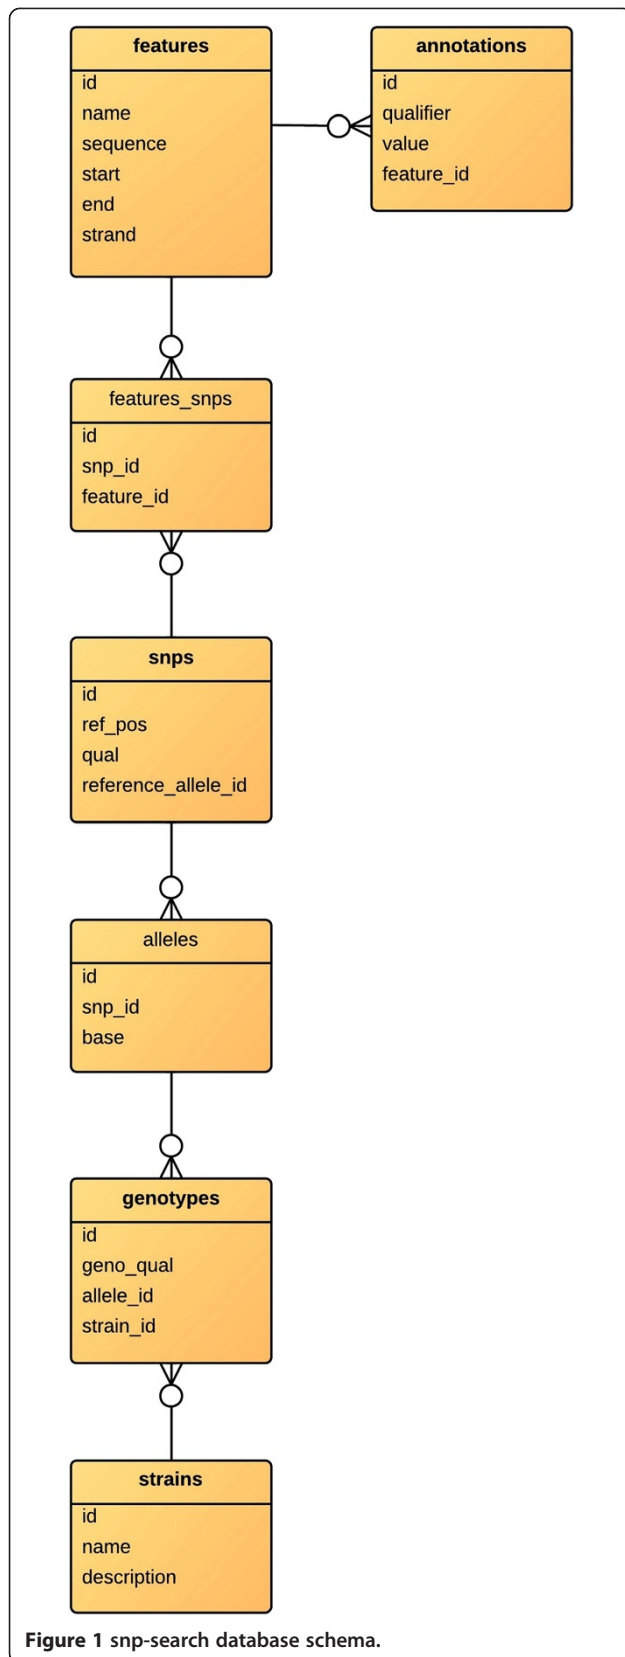 features
id
name
sequence
start
end
strand
annotations
id
qualifier
value
feature_id
features_snps
id
snp_id
feature_id
snps
id
ref_pos
qual
reference_allele_id
alleles
id
snp_id
base
genotypes
id
geno_qual
allele_id
strain_id
strains
id
name
description
Figure 1 snp-search database schema.